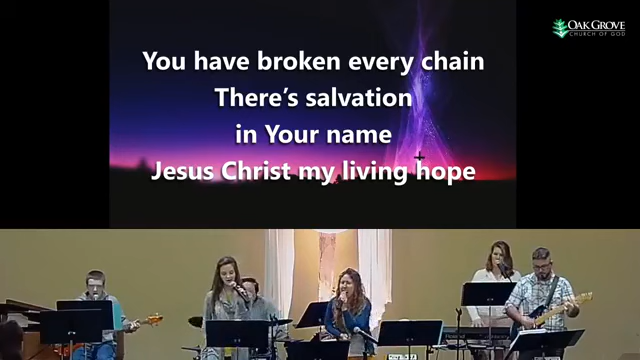 OAK GROVE
CHURCH OF GOD
You have broken every chain
There's salvation
in Your name
Jesus Christ my living hope